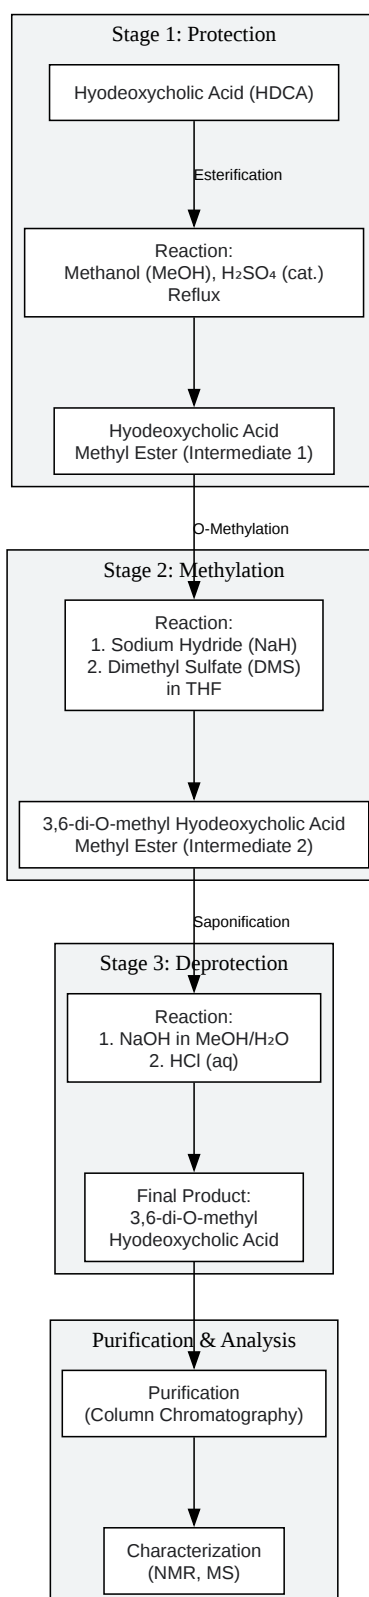 Stage 1: Protection
Hyodeoxycholic Acid (HDCA)
Esterification
Reaction:
Methanol (MeOH), H₂SO₄ (cat.)
Reflux
Hyodeoxycholic Acid
Methyl Ester (Intermediate 1)
O-Methylation
Stage 2: Methylation
Reaction:
1. Sodium Hydride (NaH)
2. Dimethyl Sulfate (DMS)
in THF
3,6-di-O-methyl Hyodeoxycholic Acid
Methyl Ester (Intermediate 2)
Saponification
Stage 3: Deprotection
Reaction:
1. NaOH in MeOH/H₂O
2. HCl (aq)
Final Product:
3,6-di-O-methyl
Hyodeoxycholic Acid
Purification & Analysis
Purification
(Column Chromatography)
Characterization
(NMR, MS)